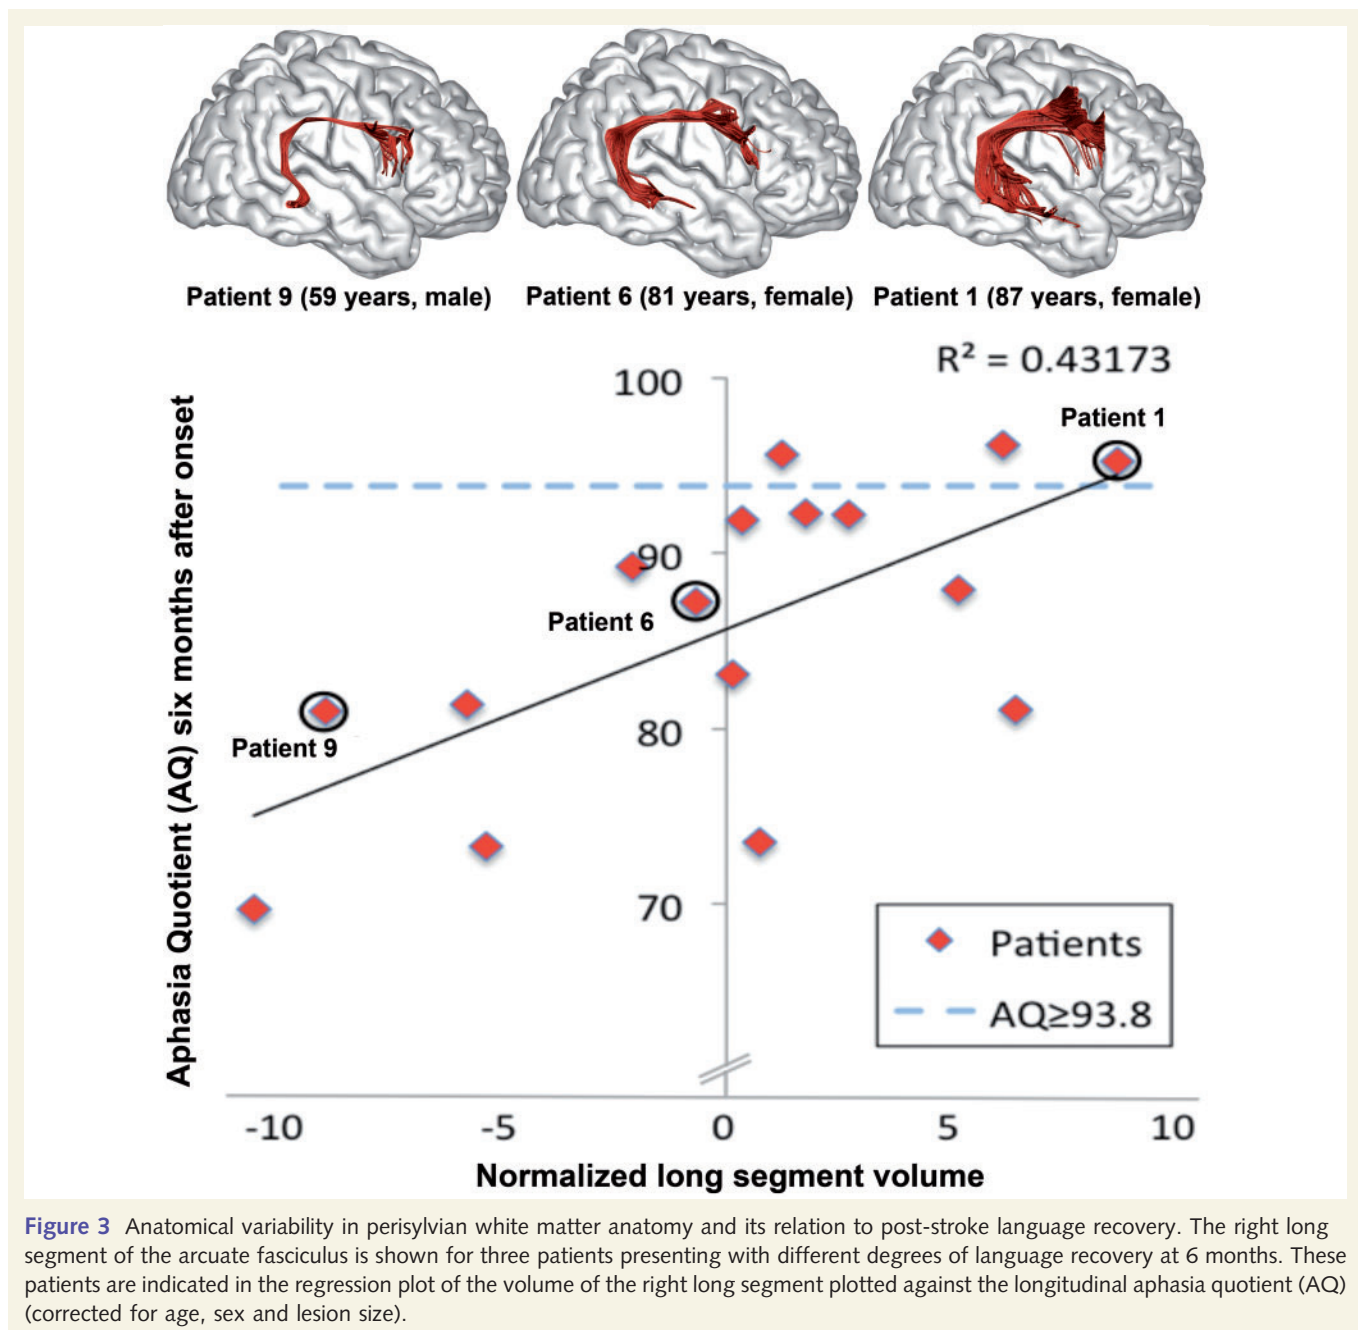 Patient 9 (59 years, male)
Patient 6 (81 years, female)
Patient 1 (87 years, female)
R² = 0.43173
Aphasia Quotient (AQ) six months after onset
100
90
80
70
Patient 1
Patient 6
Patient 9
Patients
AQ≥93.8
-10
-5
0
5
10
Normalized long segment volume
Figure 3 Anatomical variability in perisylvian white matter anatomy and its relation to post-stroke language recovery. The right long
segment of the arcuate fasciculus is shown for three patients presenting with different degrees of language recovery at 6 months. These
patients are indicated in the regression plot of the volume of the right long segment plotted against the longitudinal aphasia quotient (AQ)
(corrected for age, sex and lesion size).